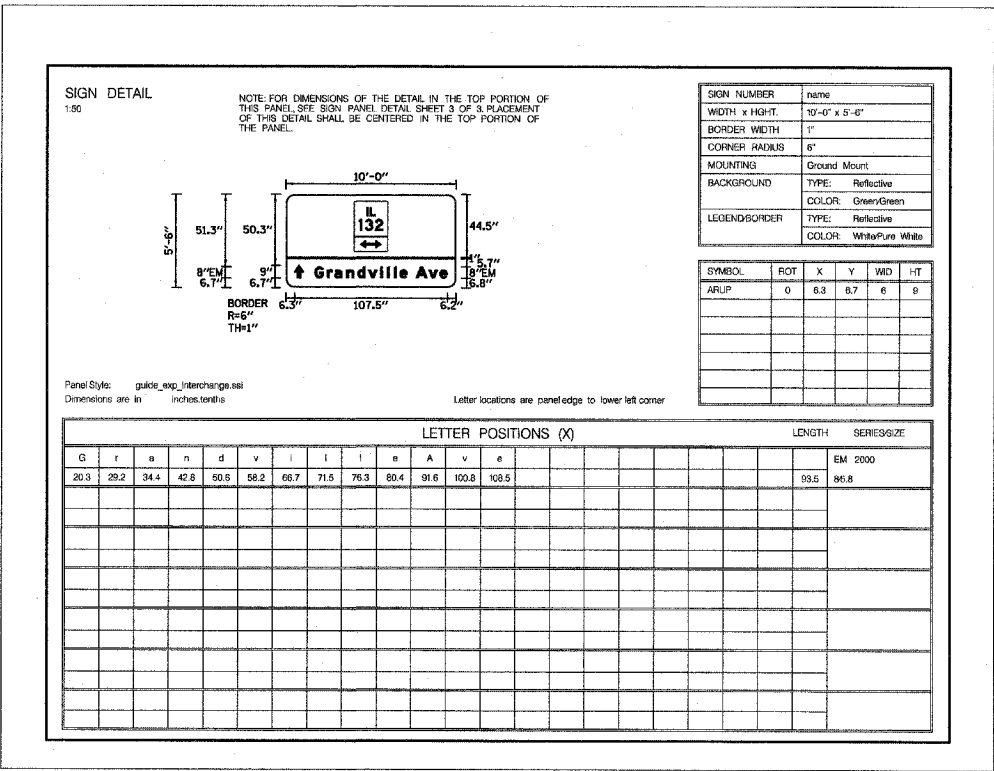 SIGN DETAIL
1:50
NOTE: FOR DIMENSIONS OF THE DETAIL IN THE TOP PORTION OF
THIS PANEL, SEE SIGN PANEL DETAIL SHEET 3 OF 3. PLACEMENT
OF THIS DETAIL SHALL BE CENTERED IN THE TOP PORTION OF
THE PANEL.
SIGN NUMBER name
WIDTH x HGHT. 10'-0" x 5'-6"
BORDER WIDTH 1"
CORNER RADIUS 6"
MOUNTING Ground Mount
BACKGROUND TYPE: Reflective
COLOR: Green/Green
LEGEND/BORDER TYPE: Reflective
COLOR: White/Pure White
10'-0"
5'-6"
51.3"
50.3"
IL
132
44.5"
1"
5.7"
8"EM
6.7"
9"
6.7"
Grandville Ave
8"EM
6.8"
BORDER
R=6"
TH=1"
6.3"
107.5"
6.2"
SYMBOL ROT X Y WID HT
ARUP 0 6.3 6.7 6 9
Panel Style: guide_exp_interchange.ssi
Dimensions are in inches.tenths
Letter locations are panel edge to lower left corner
LETTER POSITIONS (X) LENGTH SERIES/SIZE
G r a n d v i l l e A v e EM 2000
20.3 29.2 34.4 42.8 50.6 58.2 66.7 71.5 76.3 80.4 91.6 100.8 108.5 93.5 86.8